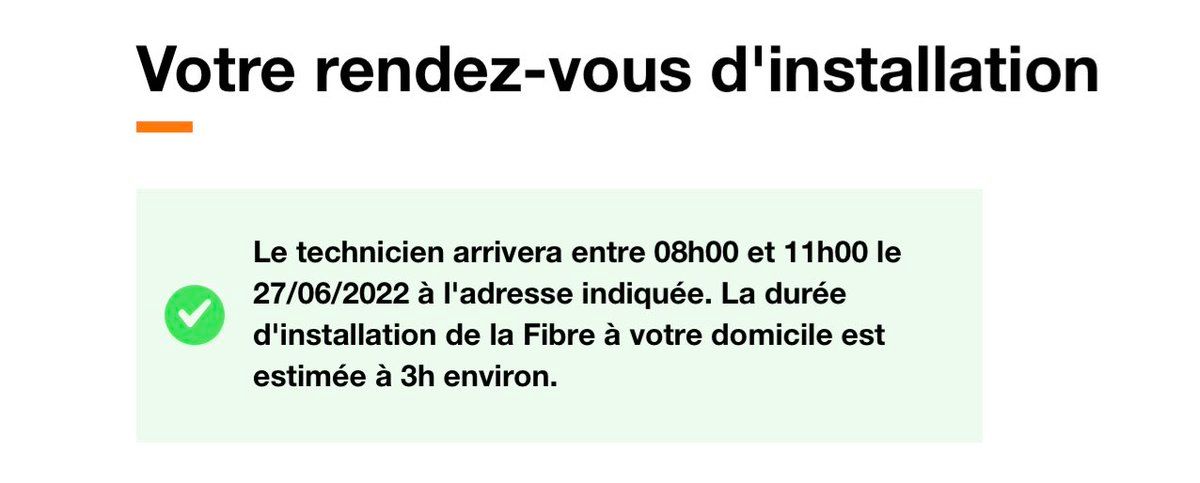 Votre rendez-vous d'installation
Le technicien arrivera entre 08h00 et 11h00 le
27/06/2022 à l'adresse indiquée. La durée
d'installation de la Fibre à votre domicile est
estimée à 3h environ.